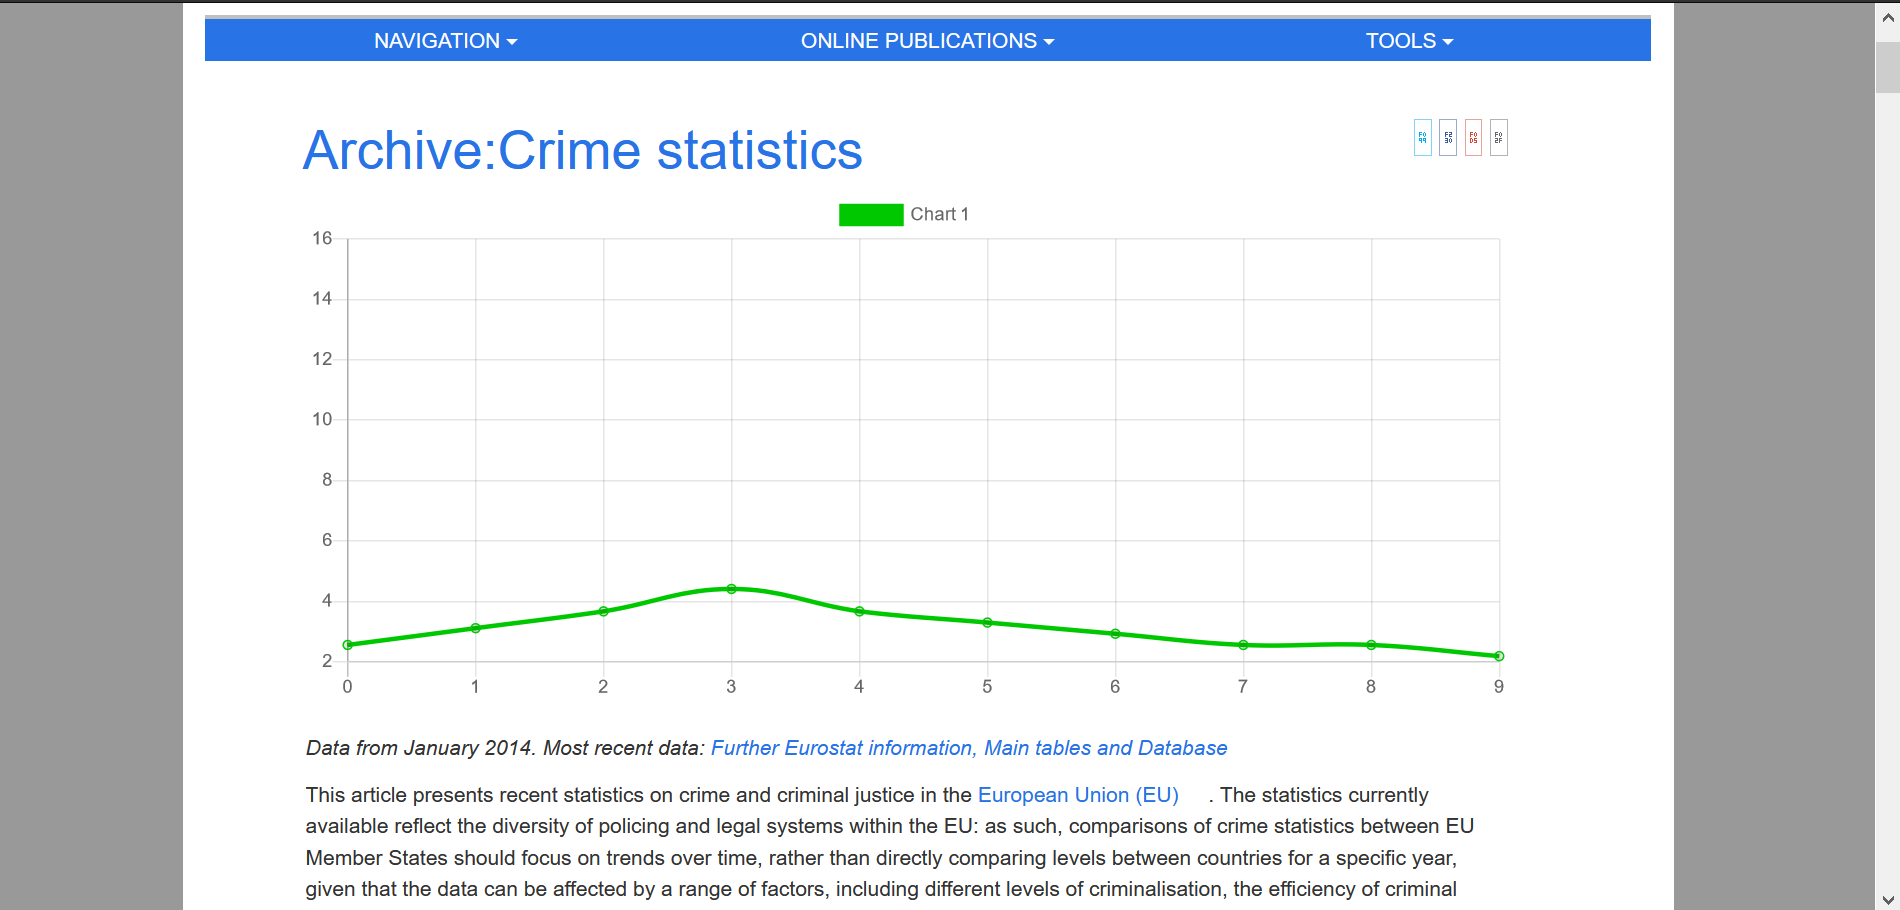 NAVIGATION ONLINE PUBLICATIONS TOOLS
Archive:Crime statistics
Chart 1
16
14
12
10
8
6
4
2
0 1 2 3 4 5 6 7 8 9
Data from January 2014. Most recent data: Further Eurostat information, Main tables and Database
This article presents recent statistics on crime and criminal justice in the European Union (EU) . The statistics currently
available reflect the diversity of policing and legal systems within the EU: as such, comparisons of crime statistics between EU
Member States should focus on trends over time, rather than directly comparing levels between countries for a specific year,
given that the data can be affected by a range of factors, including different levels of criminalisation, the efficiency of criminal